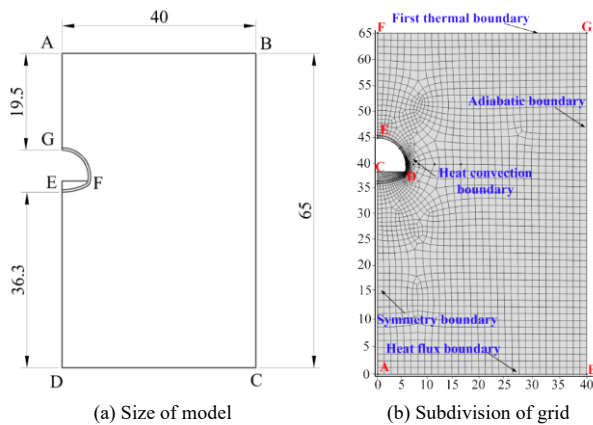 40
A
B
19.5
G
E
F
65
36.3
D
C
(a) Size of model
F
First thermal boundary
G
65
60
55
Adiabatic boundary
50
45
E
40
C
Heat convection
D
boundary
35
30
25
20
15
Symmetry boundary
10
Heat flux boundary
5
A
0
0
5
10
15
20
25
30
35
40
(b) Subdivision of grid